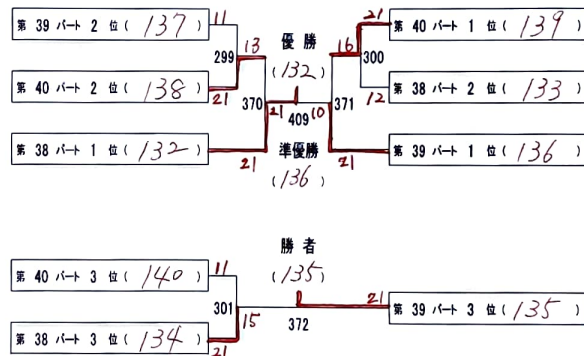 第 39 パート 2 位 ( 137 ) 11
299 13
第 40 パート 2 位 ( 138 )
21
370
第 38 パート 1 位 ( 132 )
21
優 勝
( 132 )
21 409 10
準優勝
( 136 )
21 第 40 パート 1 位 ( 139 )
16 300
12 第 38 パート 2 位 ( 133 )
371
第 39 パート 1 位 ( 136 )
21
第 40 パート 3 位 ( 140 ) 11
301 15
第 38 パート 3 位 ( 134 )
21
勝 者
( 135 )
372
21 第 39 パート 3 位 ( 135 )